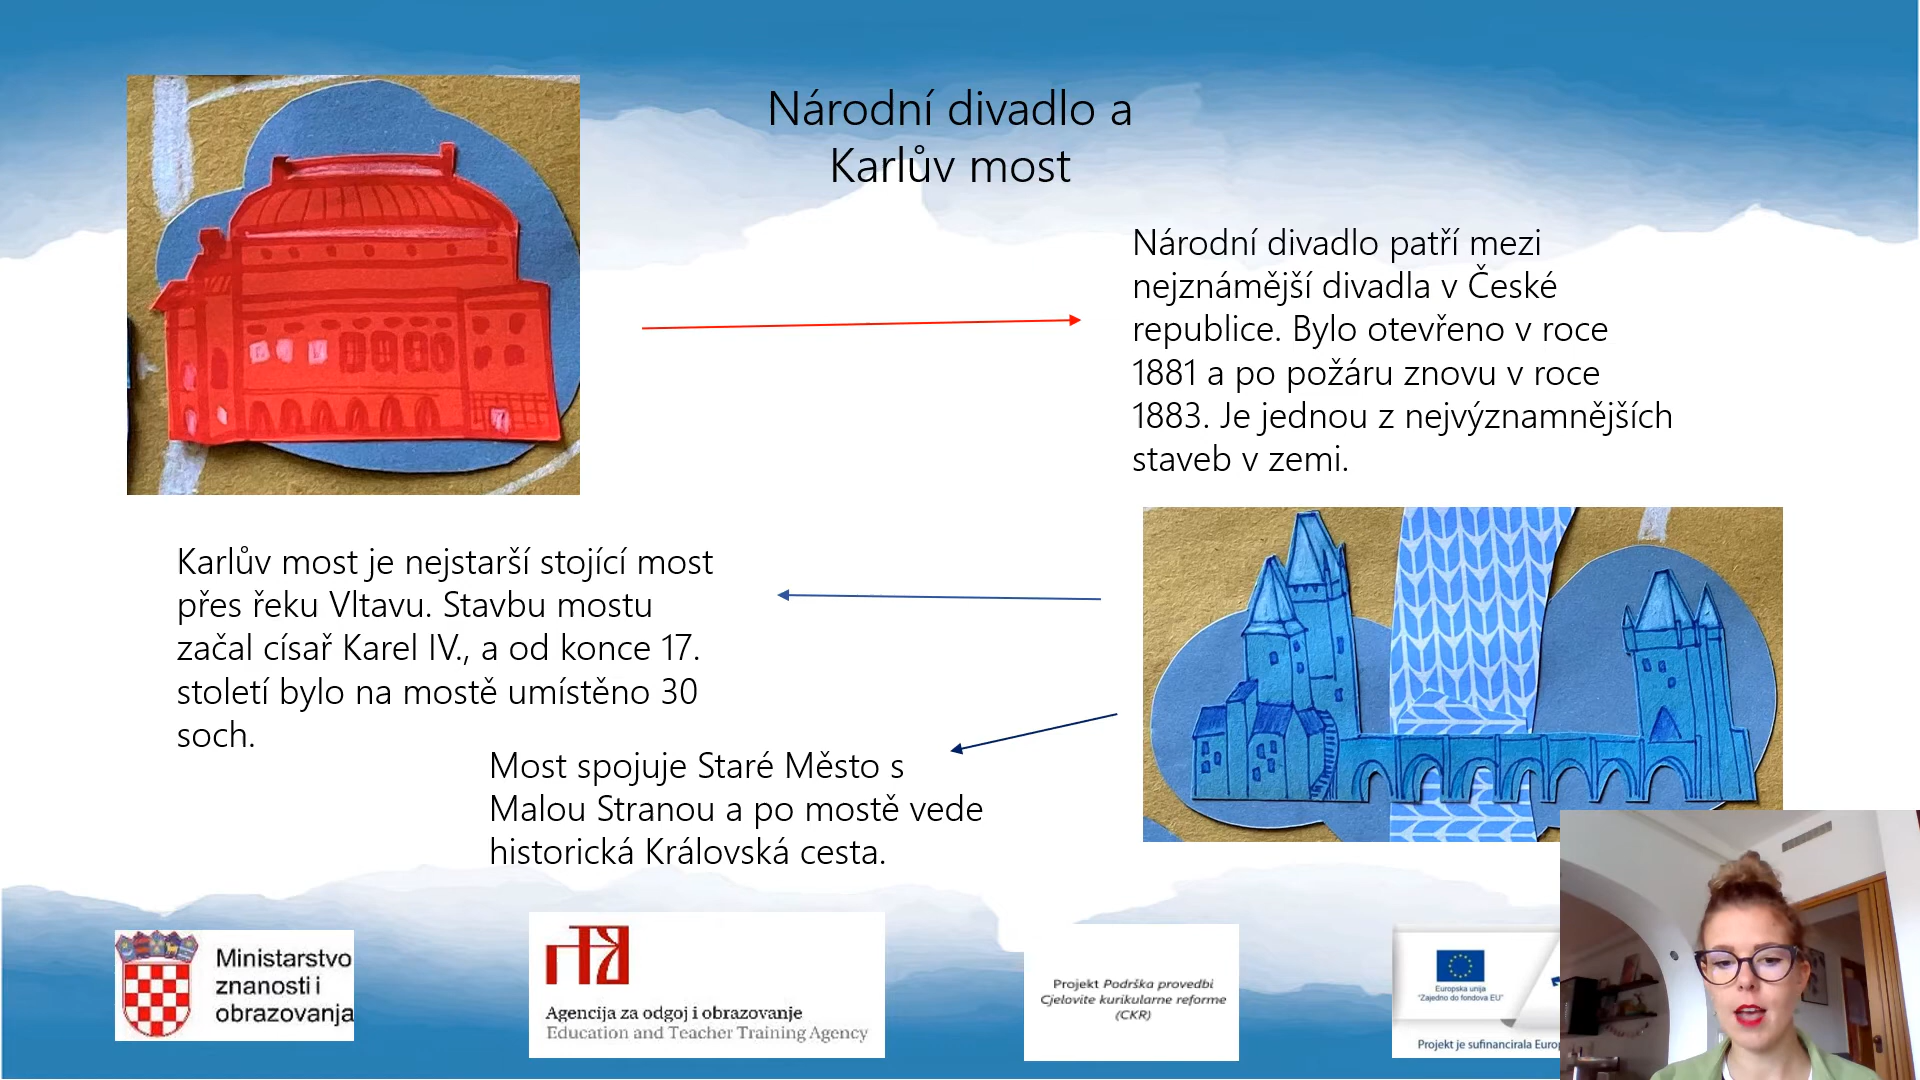 Národní divadlo a
Karlův most
Národní divadlo patří mezi
nejznámější divadla v České
republice. Bylo otevřeno v roce
1881 a po požáru znovu v roce
1883. Je jednou z nejvýznamnějších
staveb v zemi.
Karlův most je nejstarší stojící most
přes řeku Vltavu. Stavbu mostu
začal císař Karel IV., a od konce 17.
století bylo na mostě umístěno 30
soch.
Most spojuje Staré Město s
Malou Stranou a po mostě vede
historická Královská cesta.
Ministarstvo
znanosti i
obrazovanja
Agencija za odgoj i obrazovanje
Education and Teacher Training Agency
Projekt Podrška provedbi
Cjelovite kurikularne reforme
(CKR)
Europska unija
"Zajedno do fondova EU"
Projekt je sufinancirala